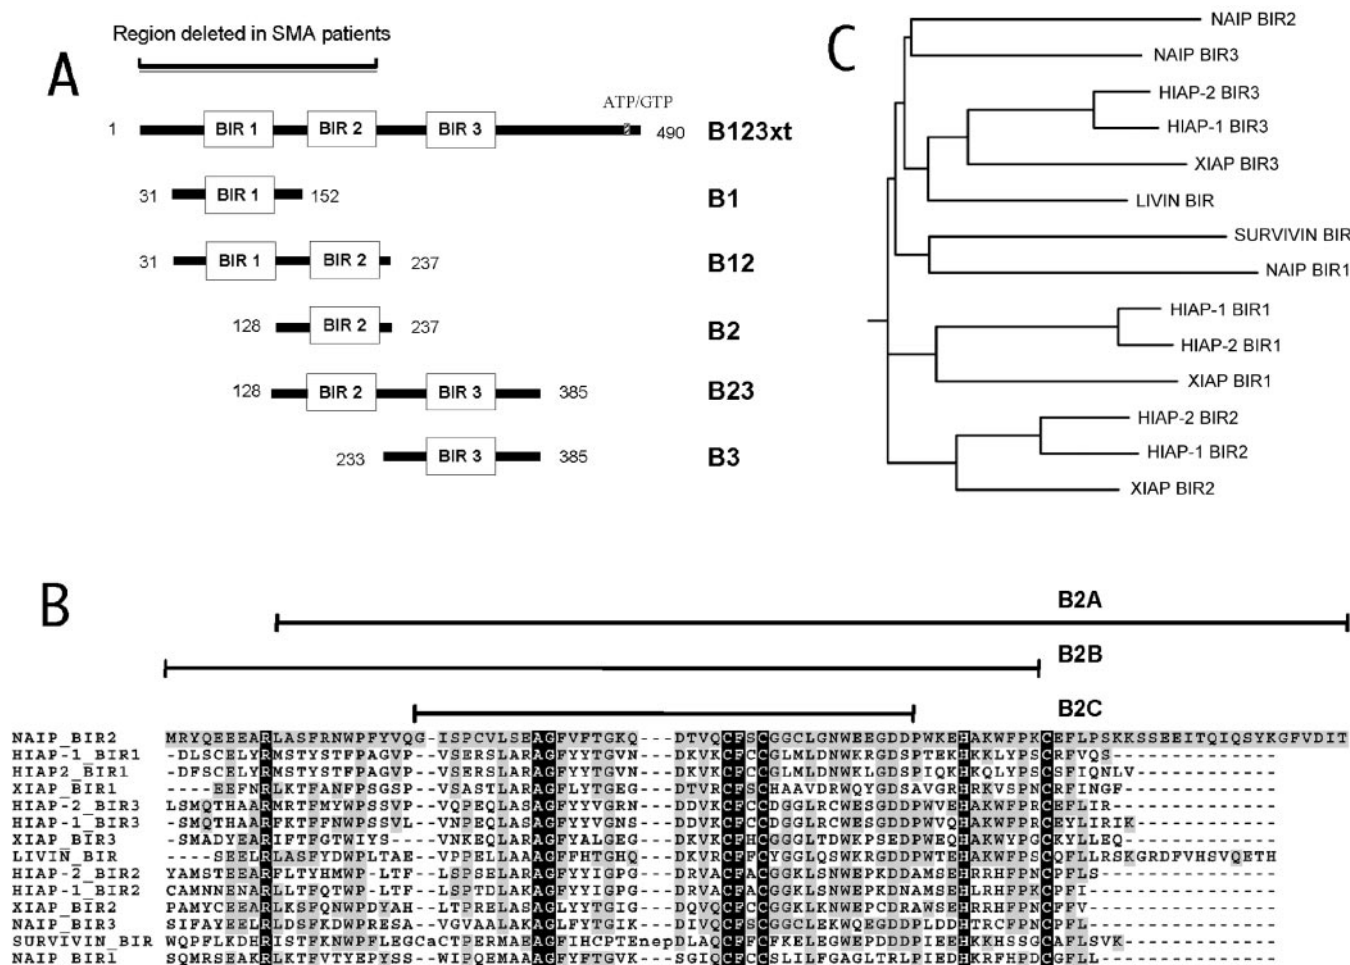 Region deleted in SMA patients
A
ATP/GTP
1 BIR 1 BIR 2 BIR 3 490 B123xt
31 BIR 1 152 B1
31 BIR 1 BIR 2 237 B12
128 BIR 2 237 B2
128 BIR 2 BIR 3 385 B23
233 BIR 3 385 B3
C
NAIP BIR2
NAIP BIR3
HIAP-2 BIR3
HIAP-1 BIR3
XIAP BIR3
LIVIN BIR
SURVIVIN BIR
NAIP BIR1
HIAP-1 BIR1
HIAP-2 BIR1
XIAP BIR1
HIAP-2 BIR2
HIAP-1 BIR2
XIAP BIR2
B
B2A
B2B
B2C
NAIP_BIR2 MRYQEEEARLASFRNWPFYVQG-ISPCVLSEAGFVFTGKQ---DTVQCFSCGGCLGNWEEGDDPWKEHAKWFPKCEFLPSKKSSEEITQIQSYKGFVDIT
HIAP-1_BIR1 -DLSCELYRMSTYSTFPAGVP--VSERSLARAGFYYTGVN---DKVKCFCCGLMLDNWKLGDSPTEKHKKLYPSCRFVQS--------------
HIAP2_BIR1 -DFSCELYRMSTYSTFPAGVP--VSERSLARAGFYYTGVN---DKVKCFCCGLMLDNWKLGDSPIQKHKQLYPSCSFIQNLV------------
XIAP_BIR1 ---EEFNRLKTFANFPSGSP--VSASTLARAGFLYTGEG---DTVRCFSCHAAVDRWQYGDSAVGRHRKVSPNCRFINGF-------------
HIAP-2_BIR3 LSMQTHAARMRTFMYWPSSVP--VQPEQLASAGFYYVGRN---DDVKCFCCDGGLRCWESGDDPWVEHAKWFPRCEYLIR-------------
HIAP-1_BIR3 -SMQTHAARFKTFFNWPSSVL--VNPEQLASAGFYYVGNS---DDVKCFCCDGGLRCWESGDDPWVQHAKWFPRCEYLIRIK------------
XIAP_BIR3 -SMADYEARIFTFGTWIYS----VNKEQLARAGFYALGEG---DKVKCFHCGGGLTDWKPSEDPWEQHAKWYPGCKYLL--------------
LIVIN_BIR ----SEELRLASFYDWPLTAE--VPPELLAAAGFFHTGHQ---DKVRCFFCYGGLQSWKRGDDPWTEHAKWFPSCQFLLRSKGRDFVHSVQETH
HIAP-2_BIR2 YAMSTEEARFLTYHMWP-LTF--LSPSELARAGFYYIGPG---DRVACFACGGKLSNWEPKDDAMSEHRRHFPNCPFLS--------------
HIAP-1_BIR2 CAMNNENARLLTFQTWP-LTF--LSPTDLAKAGFYYIGPG---DRVACFACGGKLSNWEPKDNAMSEHLRHFPKCPFI---------------
XIAP_BIR2 PAMYCEEARLKSFQNWPDYAH--LTPRELASAGLYYTGIG---DQVQCFCCGGKLKNWEPCDRAWSEHRRHFPNCFFV---------------
NAIP_BIR3 SIFAYEELRLDSFKDWPRESA--VGVAALAKAGLFYTGIK---DIVQCFSCGGCLEKWQEGDDPLDDHTRCFPNCPFL---------------
SURVIVIN_BIR WQPFLKDHRISTFKNWPFLEGCaCTPERMAEAGFIHCPTEnepDLAQCFFCFKELEGWEPDDDPIEEHKKHSSGCAFLSVK------------
NAIP_BIR1 SQMRSEAKRLKTFVTYEPYSS--WIPQEMAAAGFYFTGVK---SGIQCFCCSLILFGAGLTRLPIEDHKRFHPDCGFLL--------------